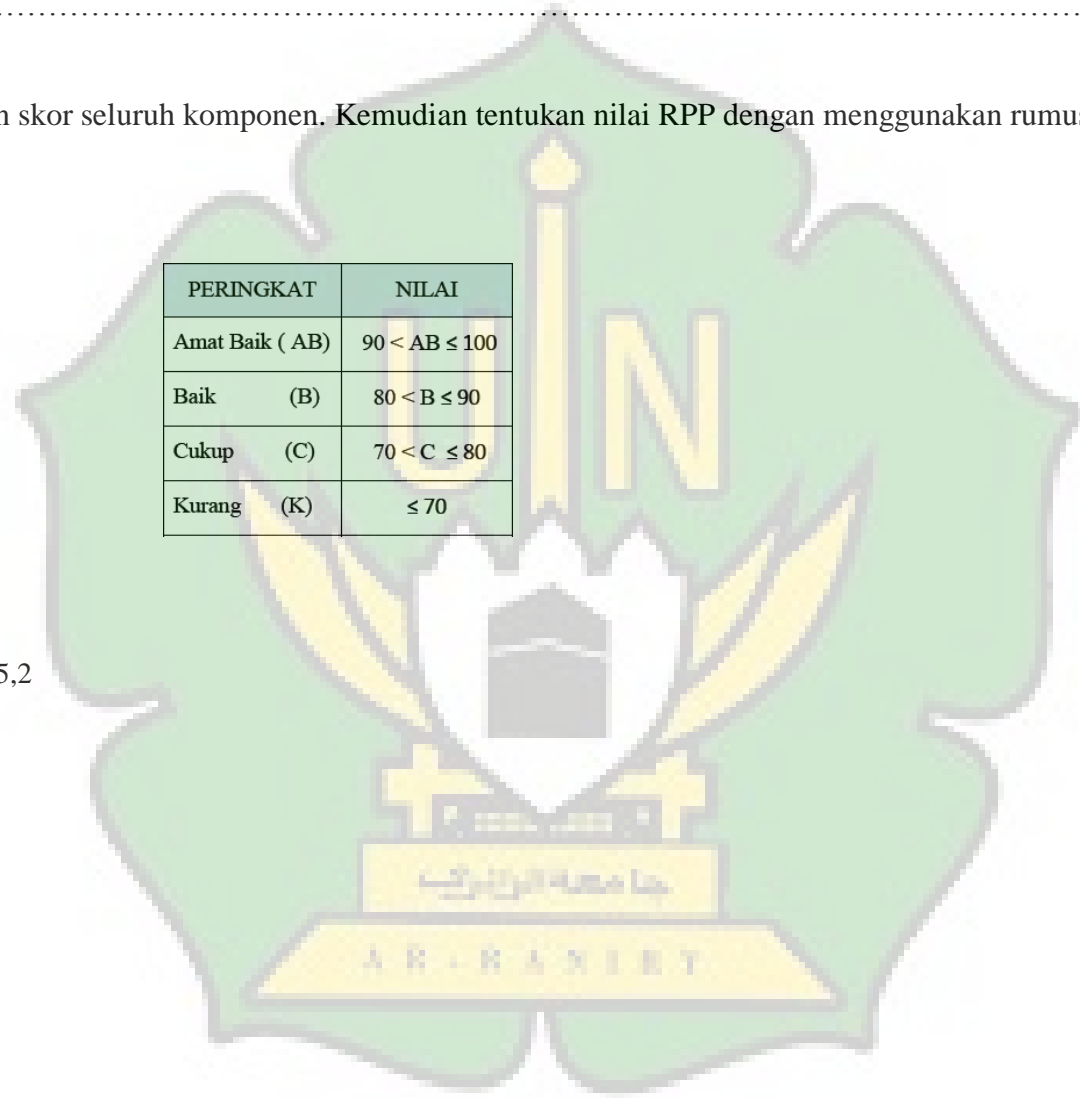 n skor seluruh komponen. Kemudian tentukan nilai RPP dengan menggunakan rumus
PERINGKAT NILAI
Amat Baik ( AB) 90 < AB ≤ 100
Baik (B) 80 < B ≤ 90
Cukup (C) 70 < C ≤ 80
Kurang (K) ≤ 70
UIN
5,2
AR-RANIRY